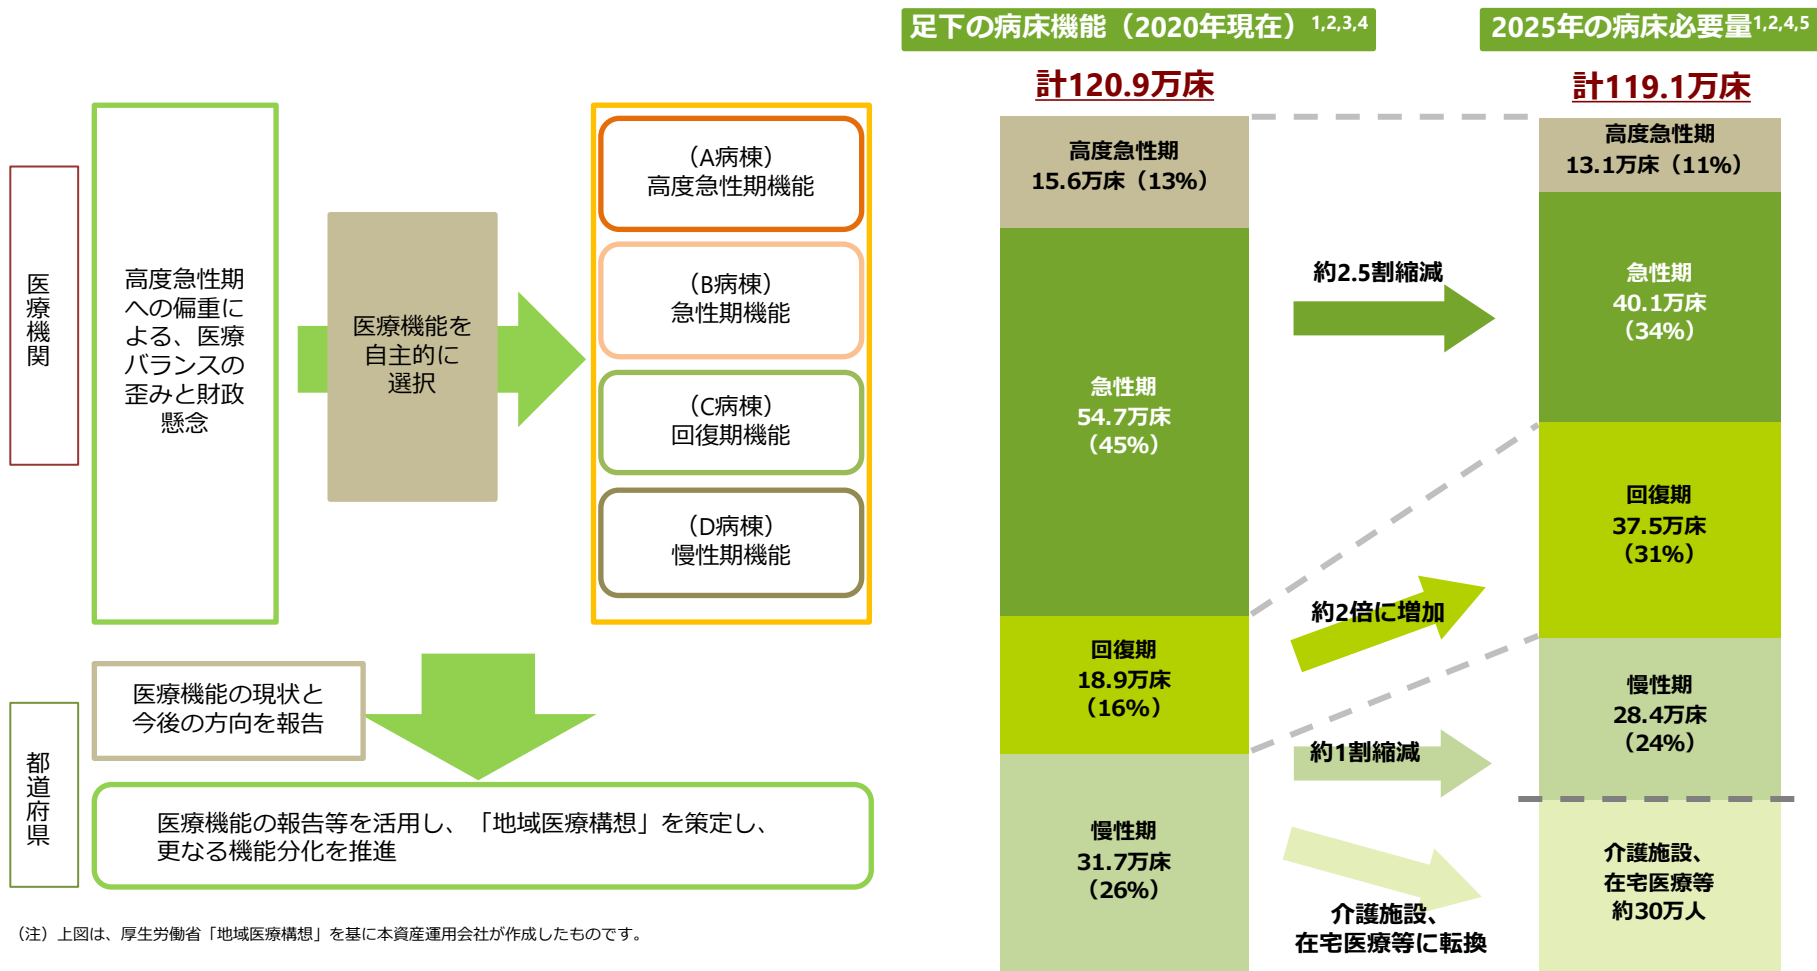 足下の病床機能（2020年現在）1,2,3,4
2025年の病床必要量1,2,4,5
計120.9万床
計119.1万床
医療機関
高度急性期
への偏重によ
る、医療
バランスの
歪みと財政
懸念
医療機能を
自主的に
選択
（A病棟）
高度急性期機能
（B病棟）
急性期機能
（C病棟）
回復期機能
（D病棟）
慢性期機能
都道府県
医療機能の現状と
今後の方向を報告
医療機能の報告等を活用し、「地域医療構想」を策定し、
更なる機能分化を推進
（注）上図は、厚生労働省「地域医療構想」を基に本資産運用会社が作成したものです。
高度急性期
15.6万床（13%）
急性期
54.7万床
（45%）
回復期
18.9万床
（16%）
慢性期
31.7万床
（26%）
約2.5割縮減
約2倍に増加
約1割縮減
介護施設、
在宅医療等に転換
高度急性期
13.1万床（11%）
急性期
40.1万床
（34%）
回復期
37.5万床
（31%）
慢性期
28.4万床
（24%）
介護施設、
在宅医療等
約30万人